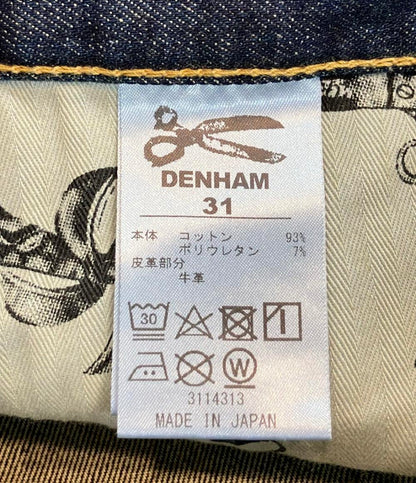 DENHAM
31
本体 コットン 93%
ポリウレタン 7%
皮革部分
牛革
30
W
3114313
MADE IN JAPAN